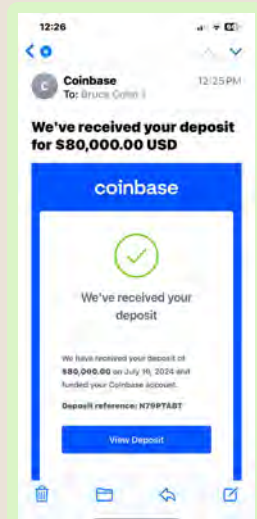 12:26
Coinbase
12:25 PM
To: Bruce Cohn
We've received your deposit
for $80,000.00 USD
coinbase
We've received your
deposit
We have received your deposit of
$80,000.00 on July 16, 2024 and
funded your Coinbase account.
Deposit reference: N79PTABT
View Deposit